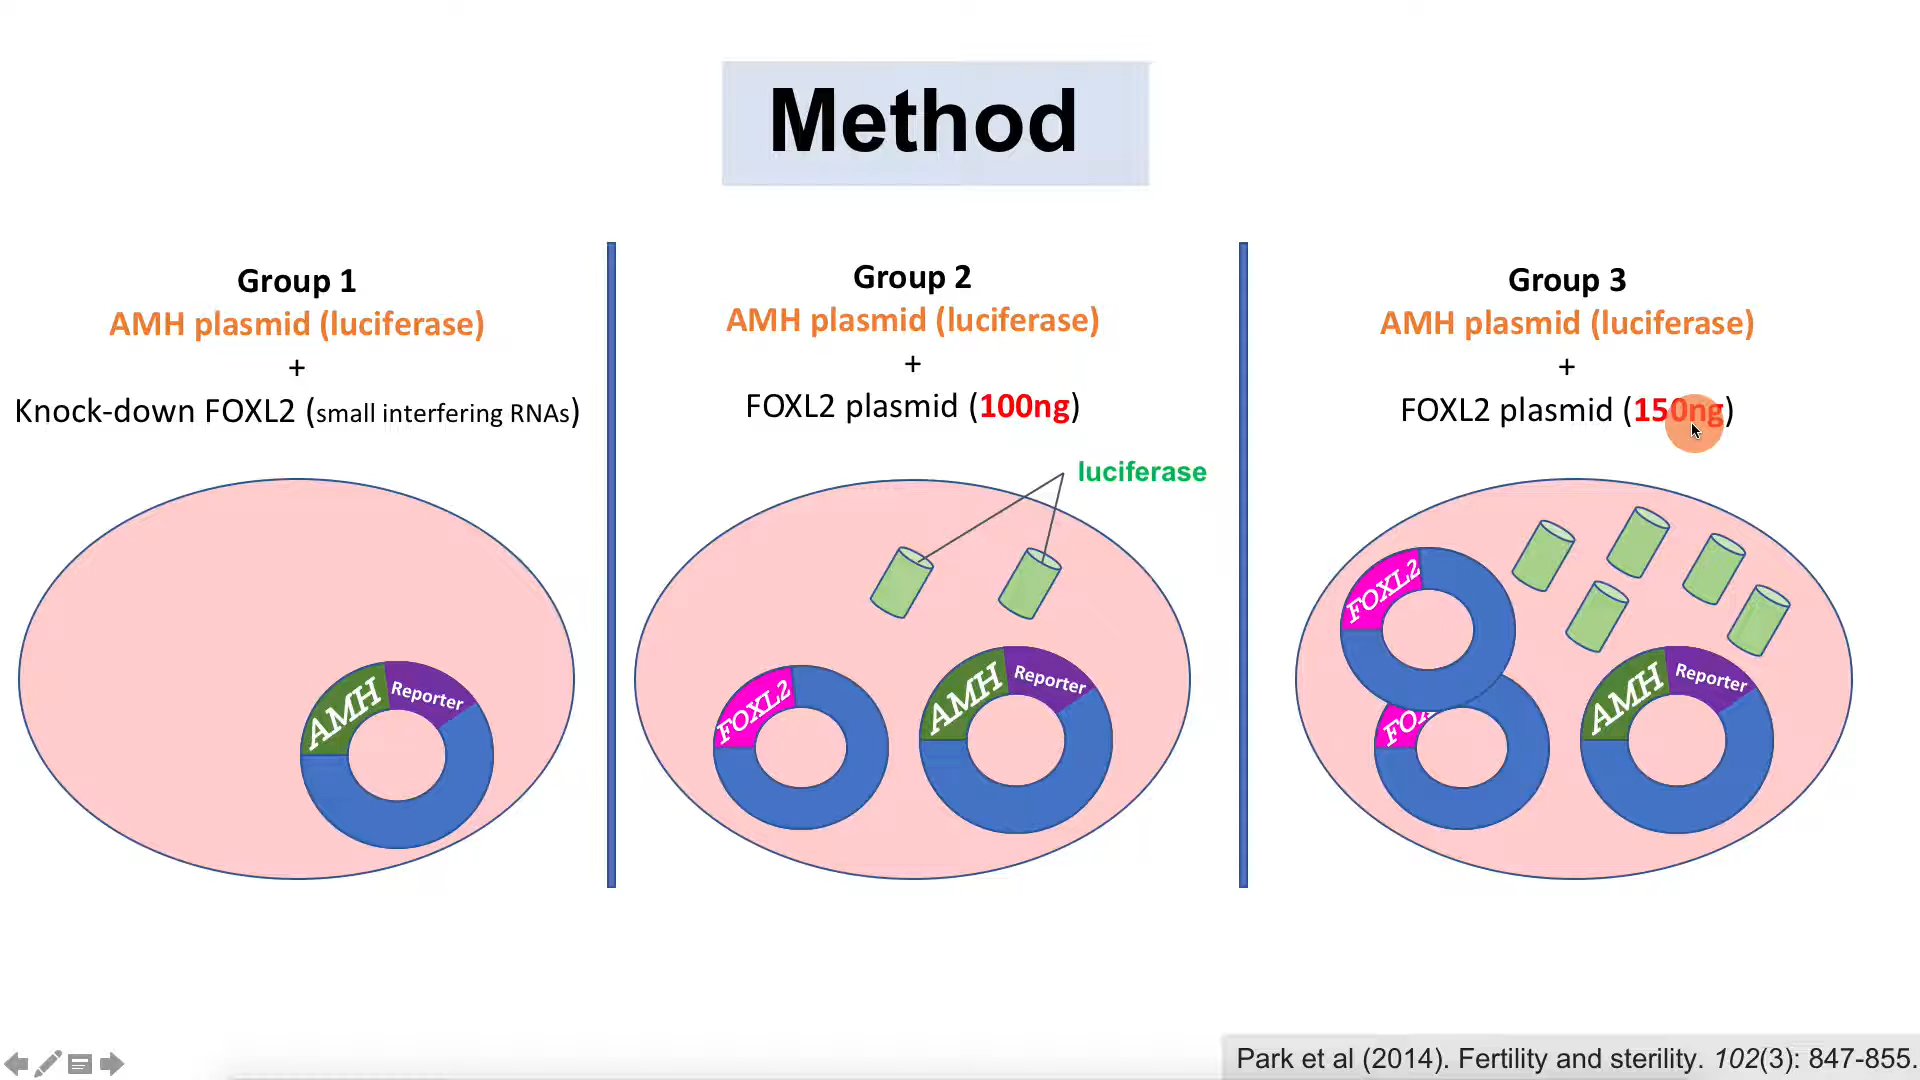 Method
Group 1
AMH plasmid (luciferase)
+
Knock-down FOXL2 (small interfering RNAs)
AMH
Reporter
Group 2
AMH plasmid (luciferase)
+
FOXL2 plasmid (100ng)
luciferase
FOXL2
AMH
Reporter
Group 3
AMH plasmid (luciferase)
+
FOXL2 plasmid (150ng)
FOXL2
FOX
AMH
Reporter
Park et al (2014). Fertility and sterility. 102(3): 847-855.